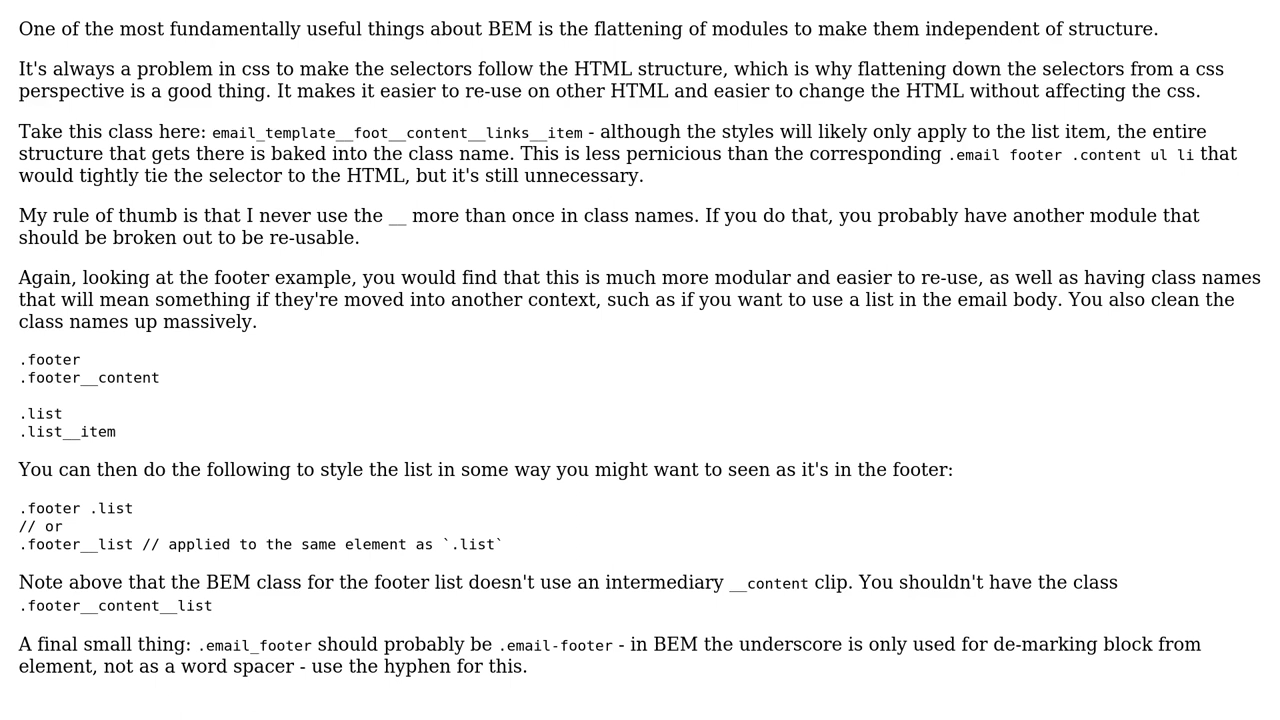 One of the most fundamentally useful things about BEM is the flattening of modules to make them independent of structure.
It's always a problem in css to make the selectors follow the HTML structure, which is why flattening down the selectors from a css
perspective is a good thing. It makes it easier to re-use on other HTML and easier to change the HTML without affecting the css.
Take this class here: email_template__foot__content__links__item - although the styles will likely only apply to the list item, the entire
structure that gets there is baked into the class name. This is less pernicious than the corresponding .email footer .content ul li that
would tightly tie the selector to the HTML, but it's still unnecessary.
My rule of thumb is that I never use the __ more than once in class names. If you do that, you probably have another module that
should be broken out to be re-usable.
Again, looking at the footer example, you would find that this is much more modular and easier to re-use, as well as having class names
that will mean something if they're moved into another context, such as if you want to use a list in the email body. You also clean the
class names up massively.
.footer
.footer__content
.list
.list__item
You can then do the following to style the list in some way you might want to seen as it's in the footer:
.footer .list
// or
.footer__list // applied to the same element as `.list`
Note above that the BEM class for the footer list doesn't use an intermediary __content clip. You shouldn't have the class
.footer__content__list
A final small thing: .email_footer should probably be .email-footer - in BEM the underscore is only used for de-marking block from
element, not as a word spacer - use the hyphen for this.